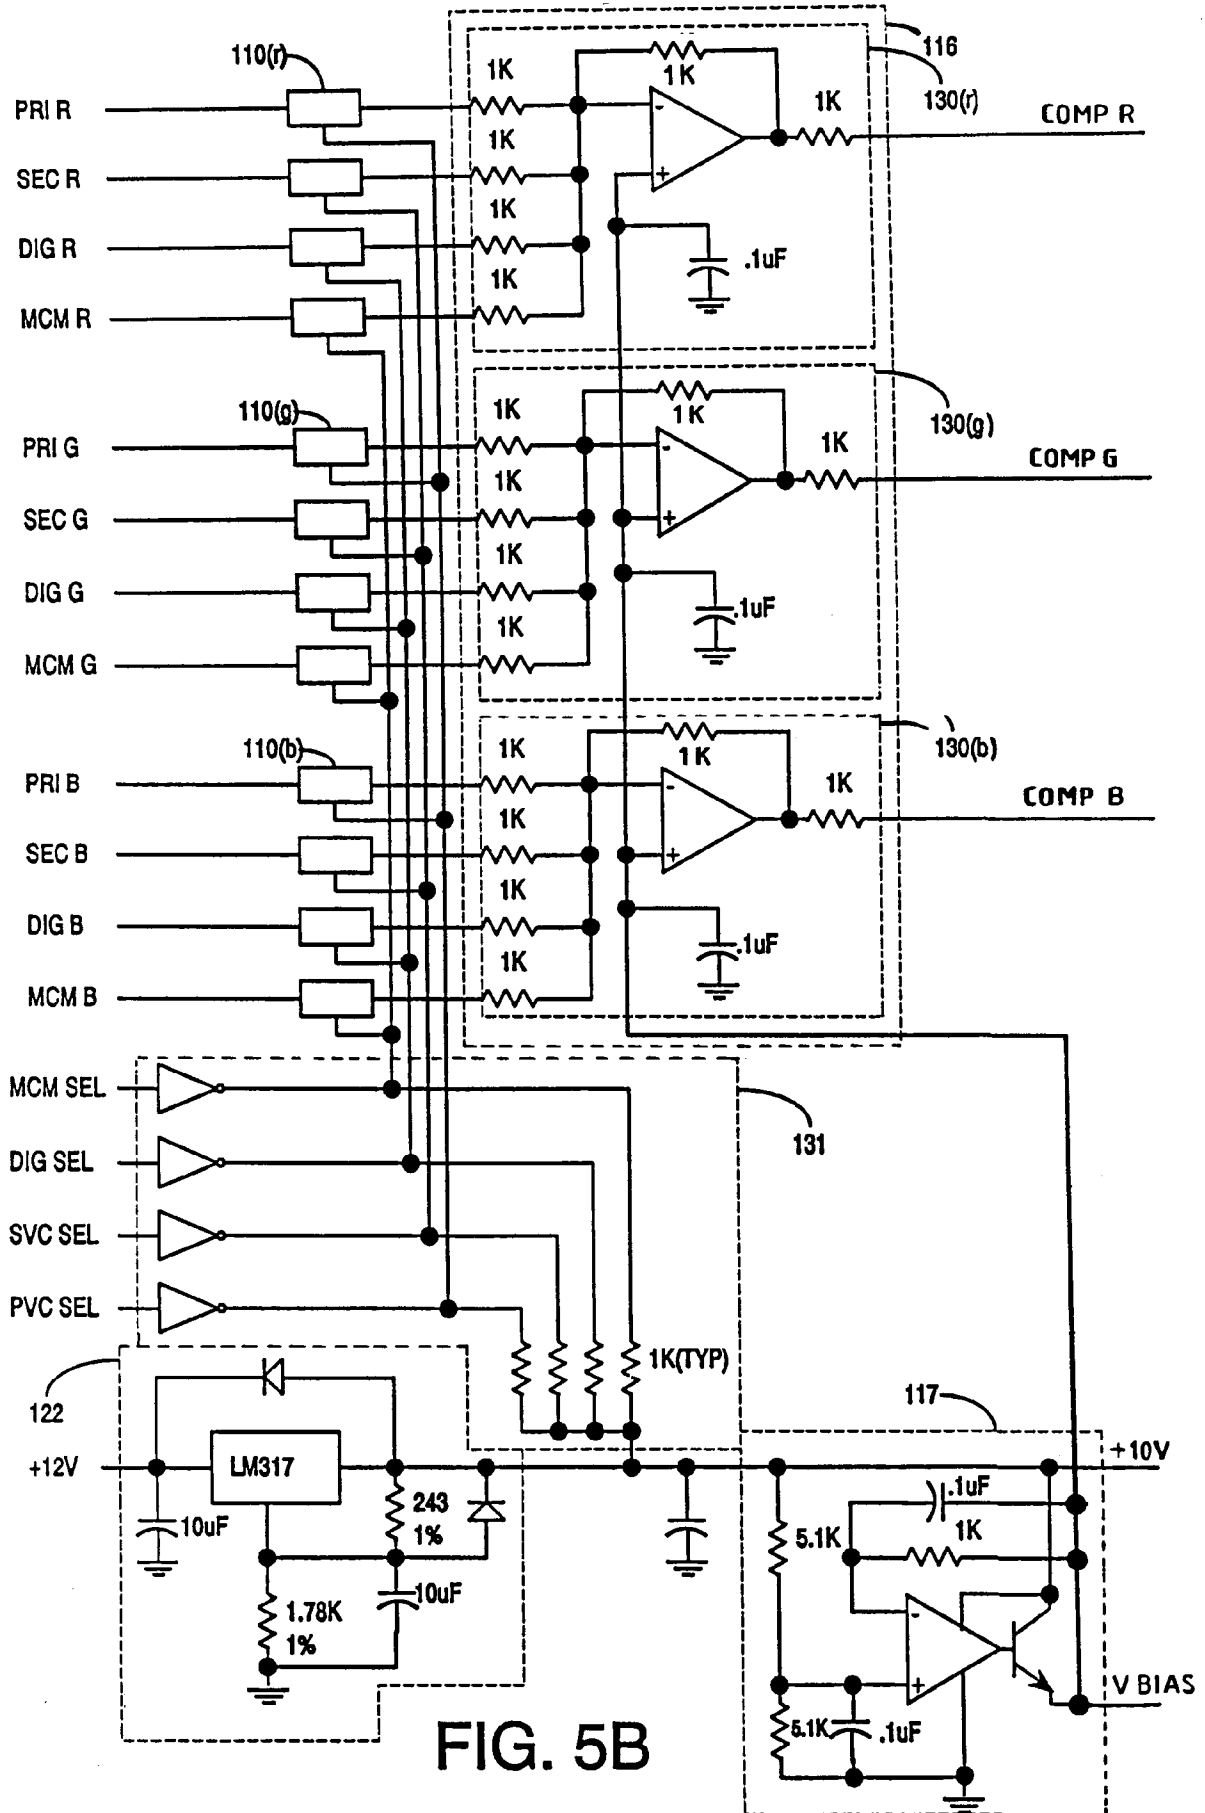 116
110(r)
1K
1K
130(r)
PRI R
1K
COMP R
1K
SEC R
1K
DIG R
.1uF
1K
MCM R
110(g)
1K
1K
130(g)
PRI G
1K
COMP G
1K
SEC G
1K
DIG G
.1uF
1K
MCM G
110(b)
1K
1K
130(b)
PRI B
1K
COMP B
1K
SEC B
1K
DIG B
.1uF
1K
MCM B
MCM SEL
131
DIG SEL
SVC SEL
PVC SEL
1K(TYP)
122
117
+12V
LM317
+10V
243
1%
10uF
.1uF
1K
5.1K
10uF
1.78K
1%
V BIAS
5.1K
.1uF
FIG. 5B
- + - + - + - +